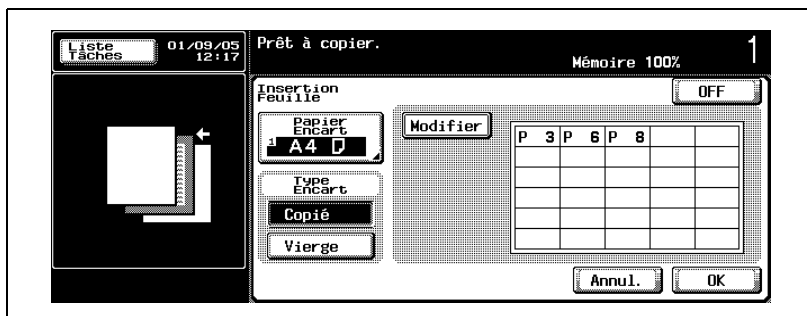 Liste
Tâches
01/09/05
12:17
Prêt à copier.
Mémoire 100%
1
Insertion
Feuille
OFF
Papier
Encart
1 A4
Modifier
P 3 P 6 P 8
Type
Encart
Copié
Vierge
Annul.
OK